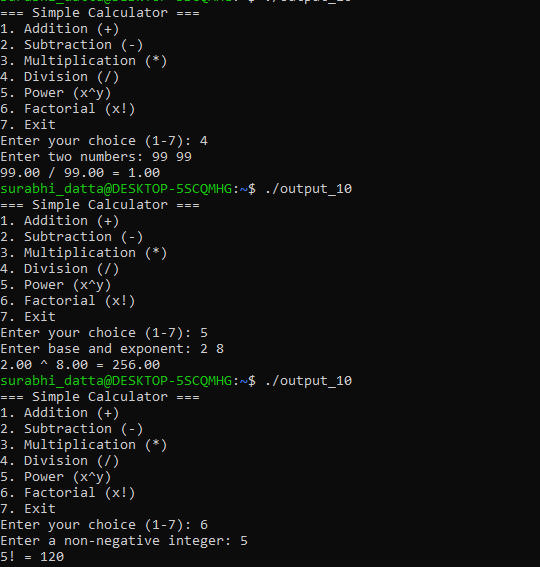 surabhi_datta@DESKTOP-5SCQMHG:~$ ./output_10
=== Simple Calculator ===
1. Addition (+)
2. Subtraction (-)
3. Multiplication (*)
4. Division (/)
5. Power (x^y)
6. Factorial (x!)
7. Exit
Enter your choice (1-7): 4
Enter two numbers: 99 99
99.00 / 99.00 = 1.00
surabhi_datta@DESKTOP-5SCQMHG:~$ ./output_10
=== Simple Calculator ===
1. Addition (+)
2. Subtraction (-)
3. Multiplication (*)
4. Division (/)
5. Power (x^y)
6. Factorial (x!)
7. Exit
Enter your choice (1-7): 5
Enter base and exponent: 2 8
2.00 ^ 8.00 = 256.00
surabhi_datta@DESKTOP-5SCQMHG:~$ ./output_10
=== Simple Calculator ===
1. Addition (+)
2. Subtraction (-)
3. Multiplication (*)
4. Division (/)
5. Power (x^y)
6. Factorial (x!)
7. Exit
Enter your choice (1-7): 6
Enter a non-negative integer: 5
5! = 120